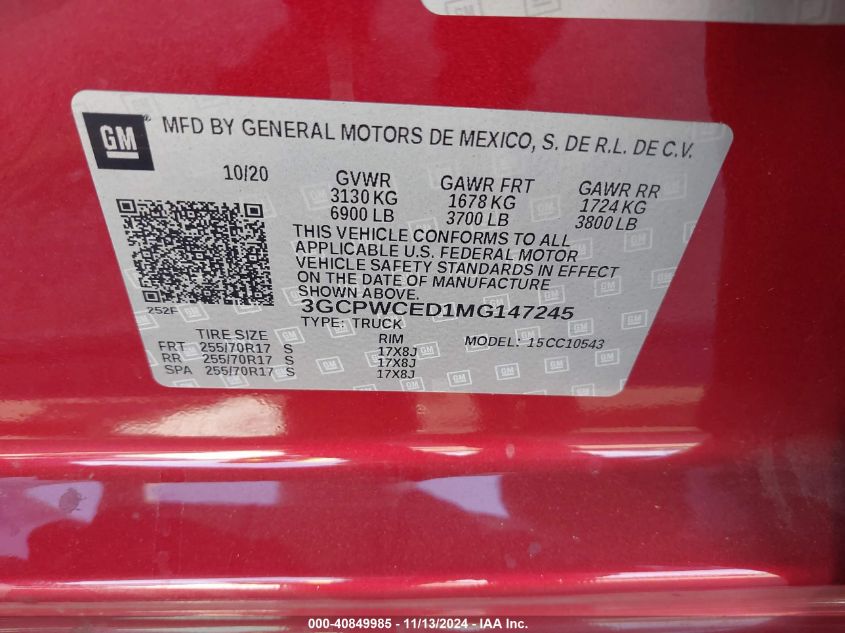 GM
MFD BY GENERAL MOTORS DE MEXICO, S. DE R.L. DE C.V.
10/20
GVWR
3130 KG
6900 LB
GAWR FRT
1678 KG
3700 LB
GAWR RR
1724 KG
3800 LB
THIS VEHICLE CONFORMS TO ALL
APPLICABLE U.S. FEDERAL MOTOR
VEHICLE SAFETY STANDARDS IN EFFECT
ON THE DATE OF MANUFACTURE
SHOWN ABOVE.
252F
3GCPWCED1MG147245
TYPE: TRUCK
MODEL: 15CC10543
TIRE SIZE RIM
FRT 255/70R17 S 17X8J
RR 255/70R17 S 17X8J
SPA 255/70R17 S 17X8J
000-40849985 - 11/13/2024 - IAA Inc.